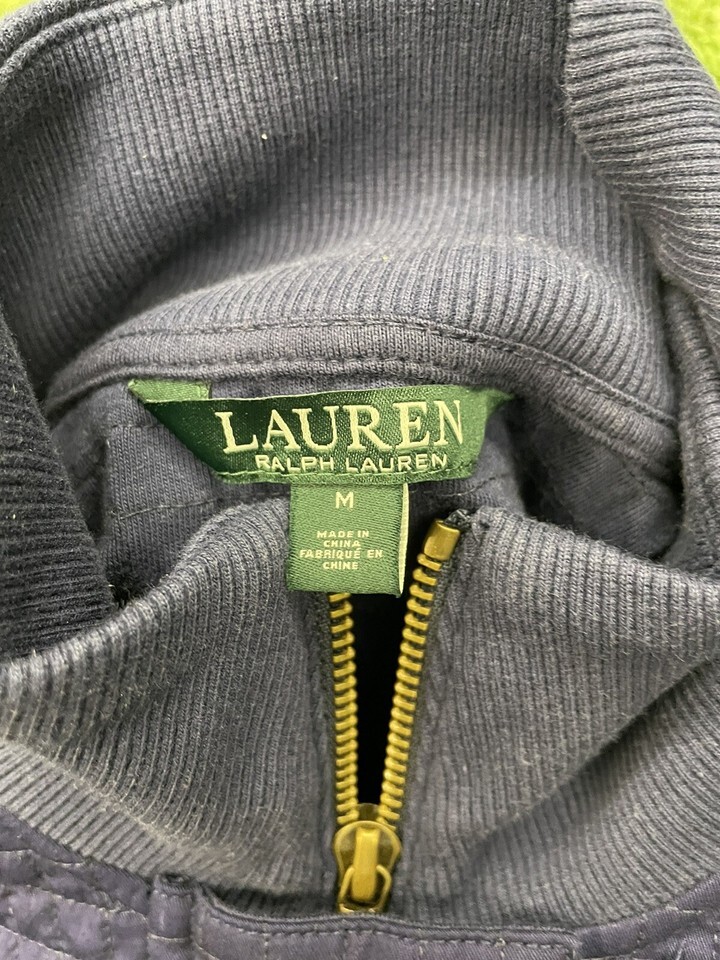 LAUREN
RALPH LAUREN
M
MADE IN
CHINA
FABRIQUÉ EN
CHINE